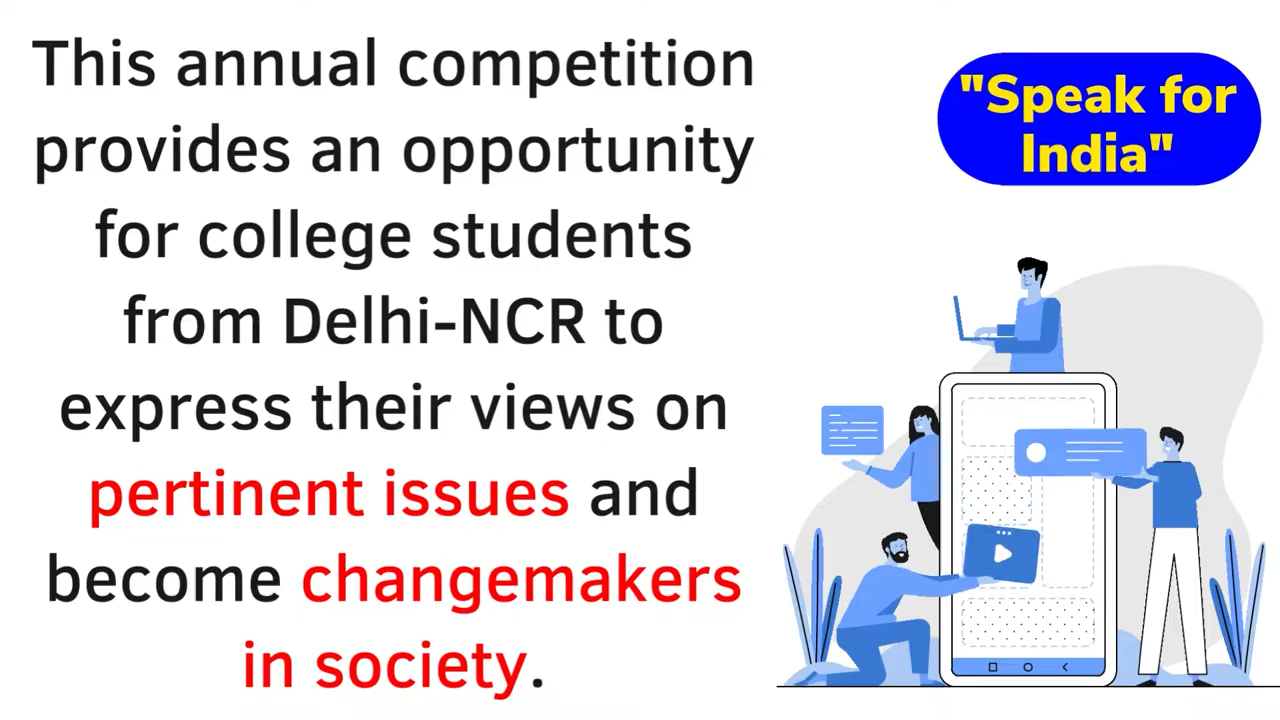 This annual competition
provides an opportunity
for college students
from Delhi-NCR to
express their views on
pertinent issues and
become changemakers
in society.
"Speak for
India"